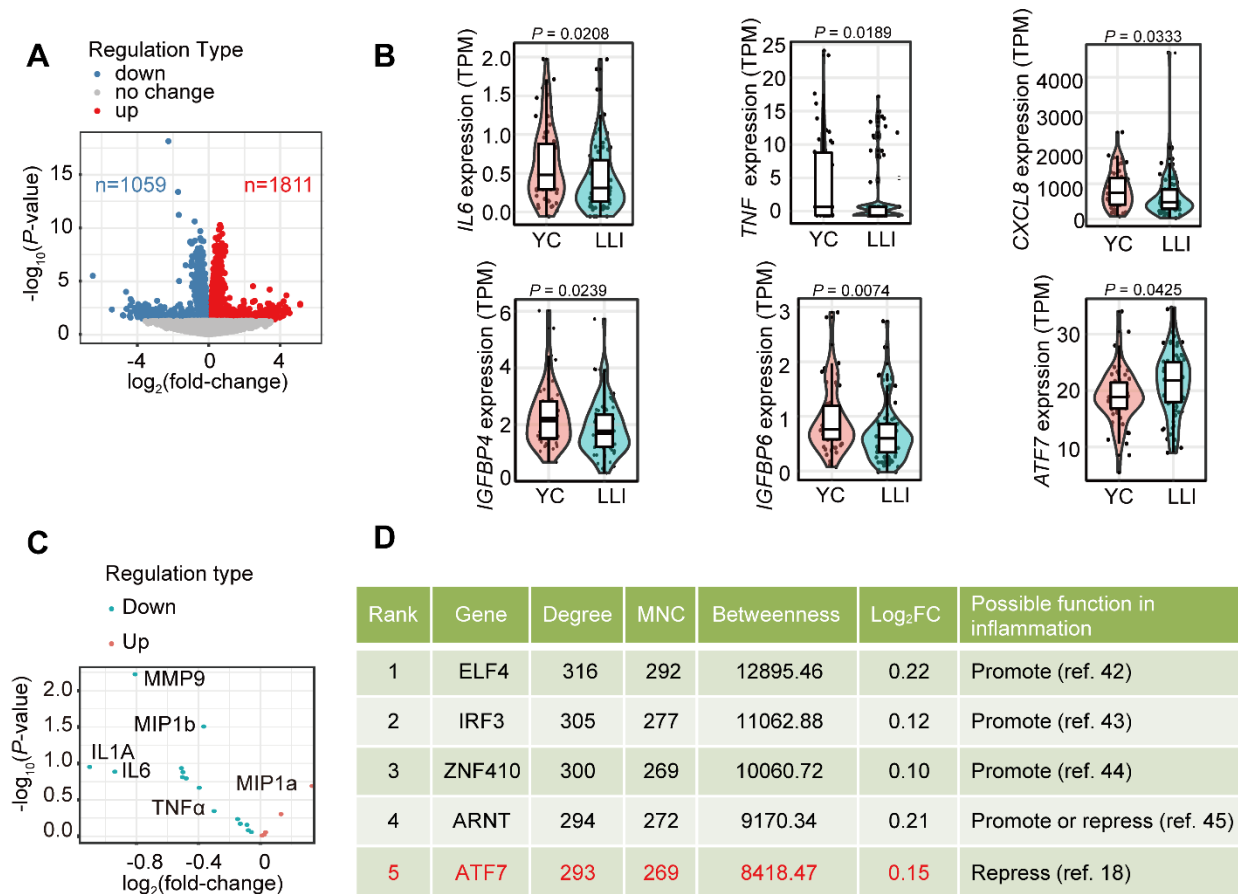 A
Regulation Type
down
no change
up
n=1059
n=1811
15
10
5
0
-log10(P-value)
-4
0
4
log2(fold-change)
B
P = 0.0208
2.0
1.5
1.0
0.5
0.0
IL6 expression (TPM)
YC
LLI
P = 0.0189
25
20
15
10
5
0
TNF expression (TPM)
YC
LLI
P = 0.0333
4000
3000
2000
1000
0
CXCL8 expression (TPM)
YC
LLI
P = 0.0239
6
4
2
0
IGFBP4 expression (TPM)
YC
LLI
P = 0.0074
3
2
1
0
IGFBP6 expression (TPM)
YC
LLI
P = 0.0425
30
20
10
ATF7 exprssion (TPM)
YC
LLI
C
Regulation type
Down
Up
MMP9
MIP1b
IL1A
IL6
MIP1a
TNFα
2.0
1.5
1.0
0.5
0.0
-log10(P-value)
-0.8
-0.4
0
log2(fold-change)
D
Rank Gene Degree MNC Betweenness Log2FC Possible function in
inflammation
1 ELF4 316 292 12895.46 0.22 Promote (ref. 42)
2 IRF3 305 277 11062.88 0.12 Promote (ref. 43)
3 ZNF410 300 269 10060.72 0.10 Promote (ref. 44)
4 ARNT 294 272 9170.34 0.21 Promote or repress (ref. 45)
5 ATF7 293 269 8418.47 0.15 Repress (ref. 18)